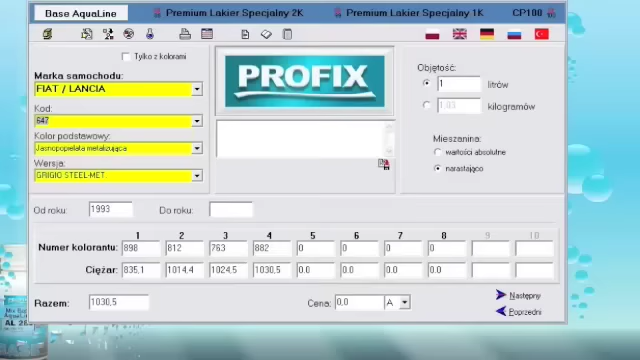 Base AquaLine
Premium Lakier Specjalny 2K
Premium Lakier Specjalny 1K
CP100
Tylko z kolorami
Marka samochodu:
FIAT / LANCIA
Kod:
647
Kolor podstawowy:
Jasnopopielata metalizująca
Wersja:
GRIGIO STEEL-MET.
PROFIX
Objętość:
1 litrów
1,03 kilogramów
Mieszanina:
wartości absolutne
narastająco
Od roku: 1993 Do roku:
1 2 3 4 5 6 7 8 9 10
Numer kolorantu: 898 812 763 882 0 0 0 0
Ciężar: 835,1 1014,4 1024,5 1030,5 0.0 0.0 0.0 0.0
Razem: 1030,5 Cena: 0,0 A
Następny
Poprzedni